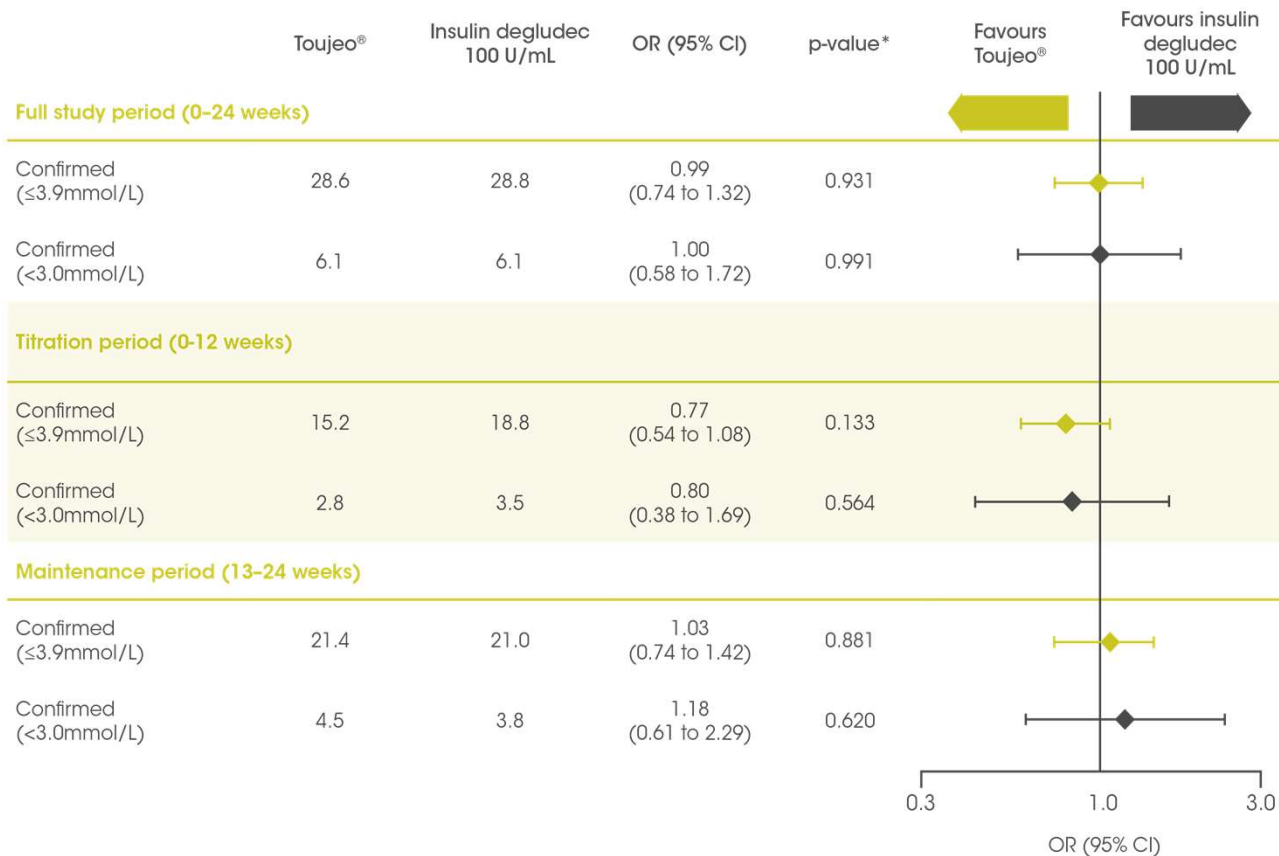 Toujeo®
Insulin degludec
100 U/mL
OR (95% CI)
p-value*
Favours
Toujeo®
Favours insulin
degludec
100 U/mL
Full study period (0–24 weeks)
Confirmed
(≤3.9mmol/L)
28.6
28.8
0.99
(0.74 to 1.32)
0.931
Confirmed
(<3.0mmol/L)
6.1
6.1
1.00
(0.58 to 1.72)
0.991
Titration period (0-12 weeks)
Confirmed
(≤3.9mmol/L)
15.2
18.8
0.77
(0.54 to 1.08)
0.133
Confirmed
(<3.0mmol/L)
2.8
3.5
0.80
(0.38 to 1.69)
0.564
Maintenance period (13–24 weeks)
Confirmed
(≤3.9mmol/L)
21.4
21.0
1.03
(0.74 to 1.42)
0.881
Confirmed
(<3.0mmol/L)
4.5
3.8
1.18
(0.61 to 2.29)
0.620
0.3
1.0
3.0
OR (95% CI)